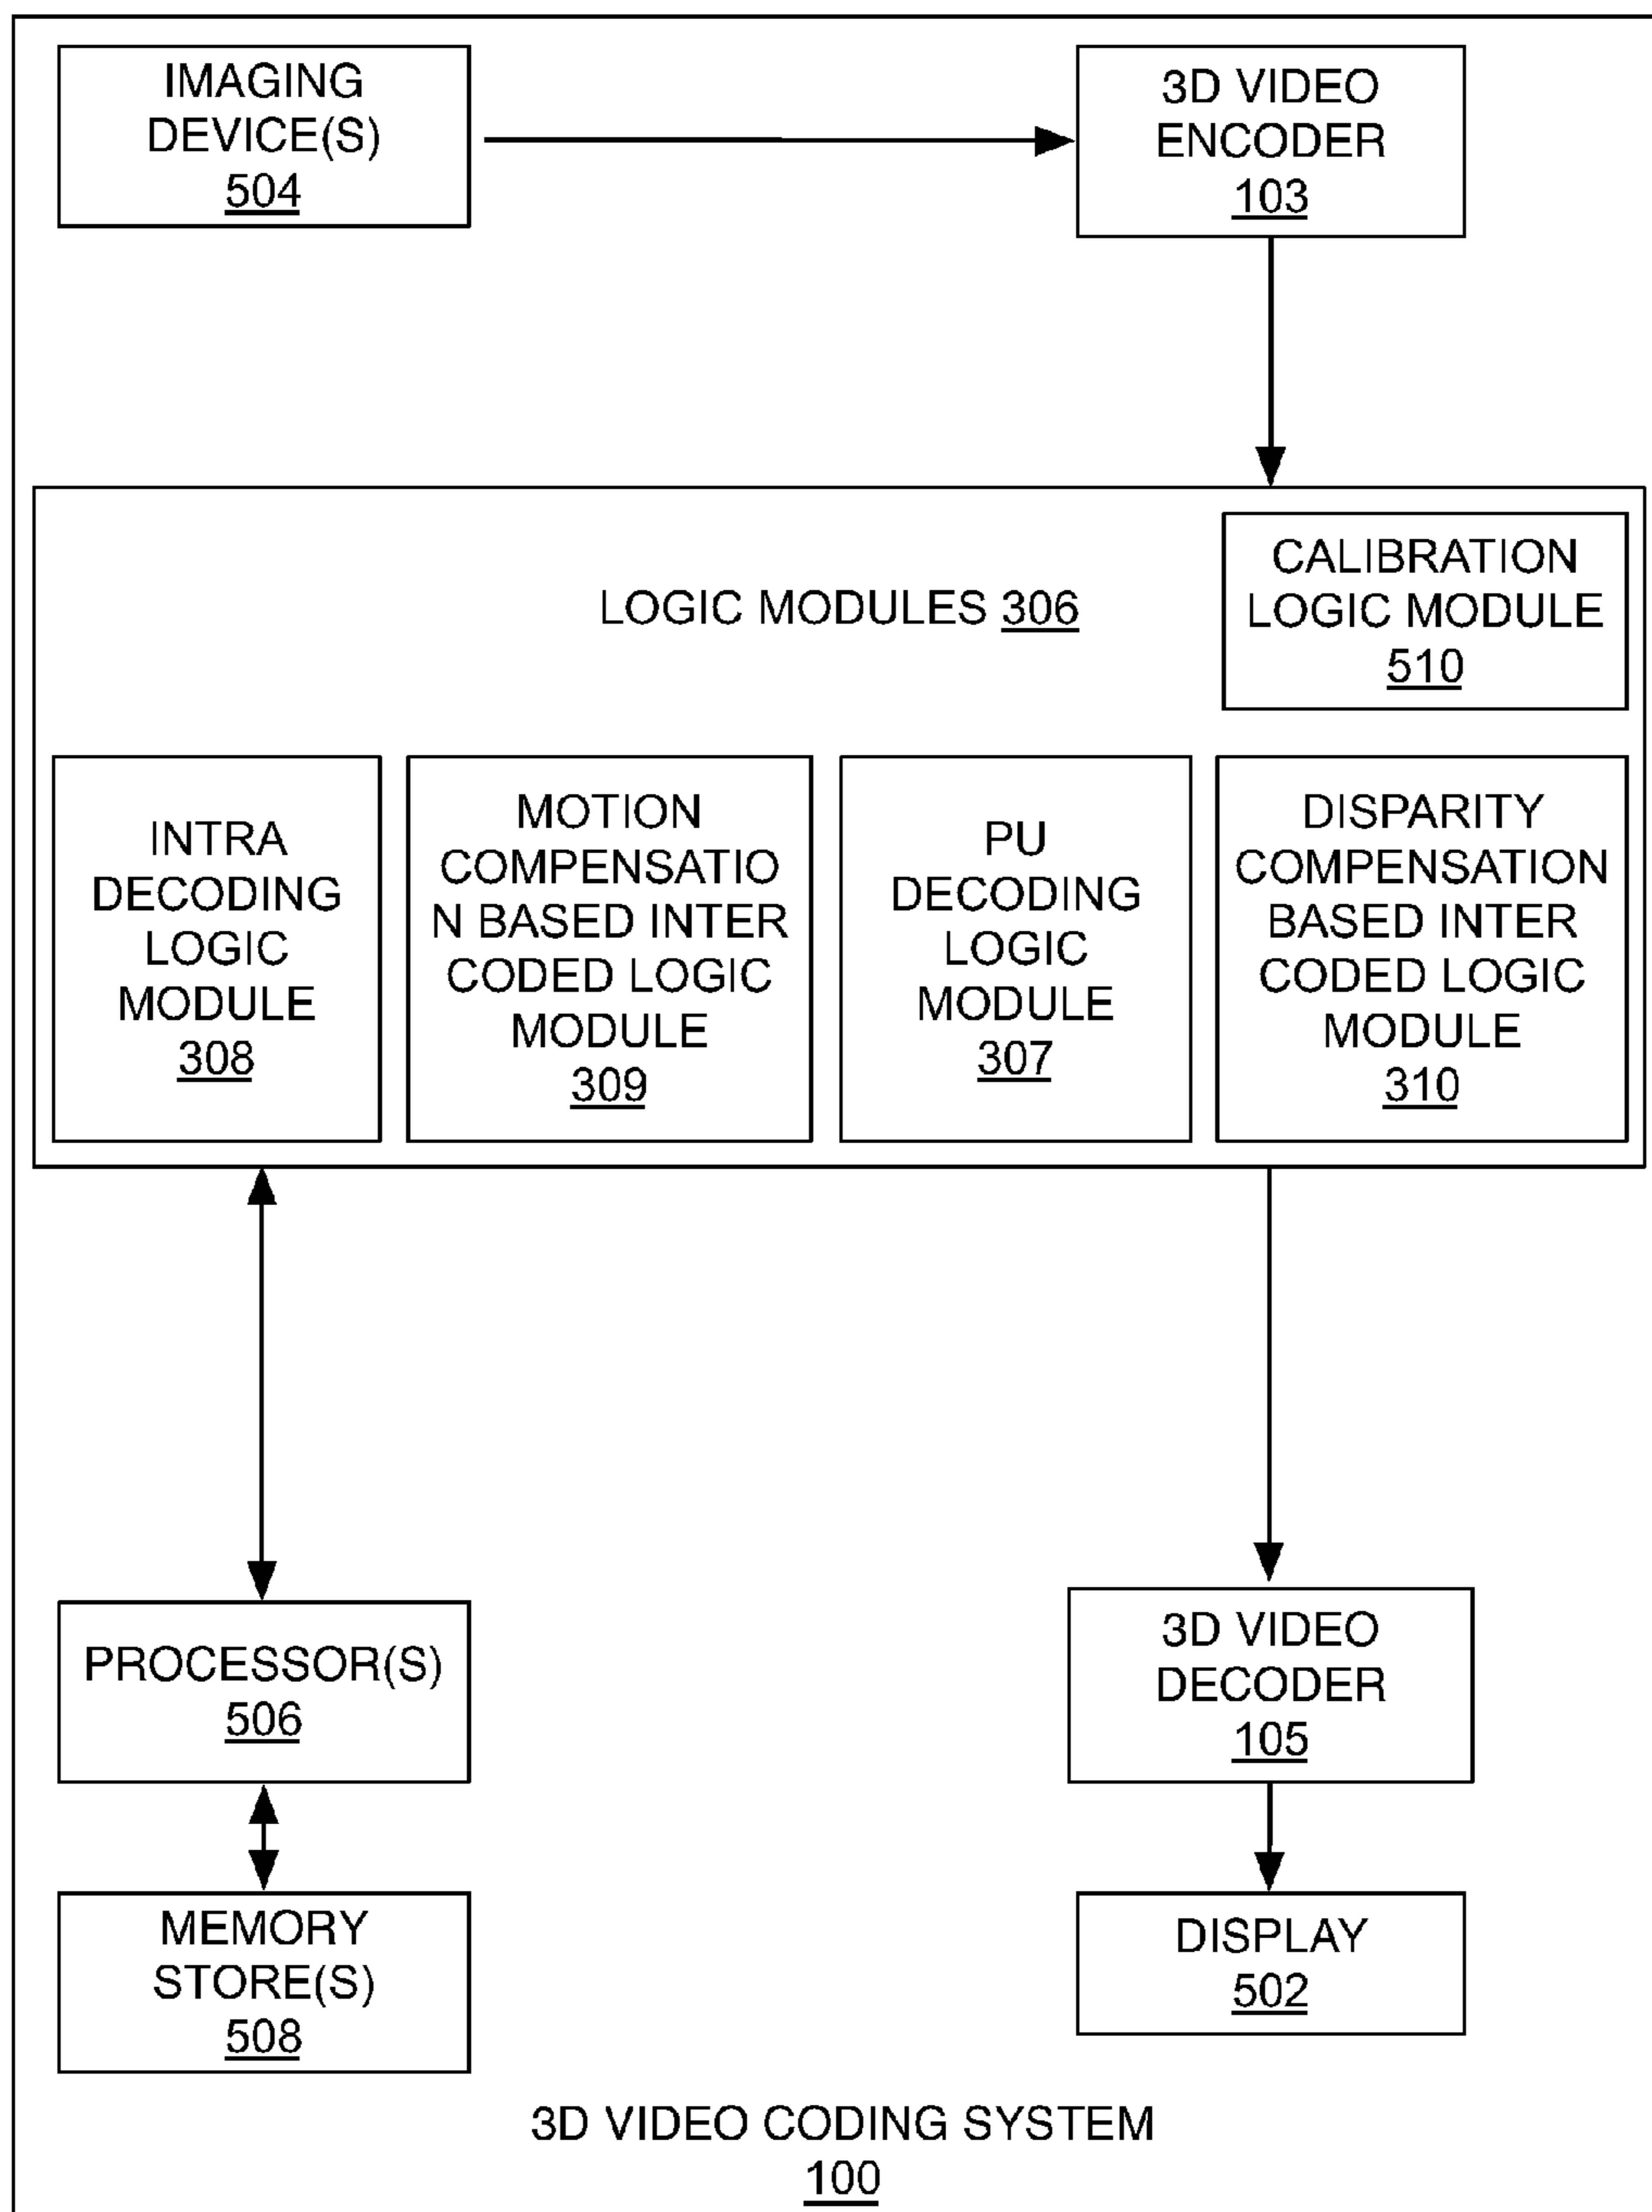 IMAGING
DEVICE(S)
504
3D VIDEO
ENCODER
103
LOGIC MODULES 306
CALIBRATION
LOGIC MODULE
510
INTRA
DECODING
LOGIC
MODULE
308
MOTION
COMPENSATIO
N BASED INTER
CODED LOGIC
MODULE
309
PU
DECODING
LOGIC
MODULE
307
DISPARITY
COMPENSATION
BASED INTER
CODED LOGIC
MODULE
310
PROCESSOR(S)
506
3D VIDEO
DECODER
105
MEMORY
STORE(S)
508
DISPLAY
502
3D VIDEO CODING SYSTEM
100